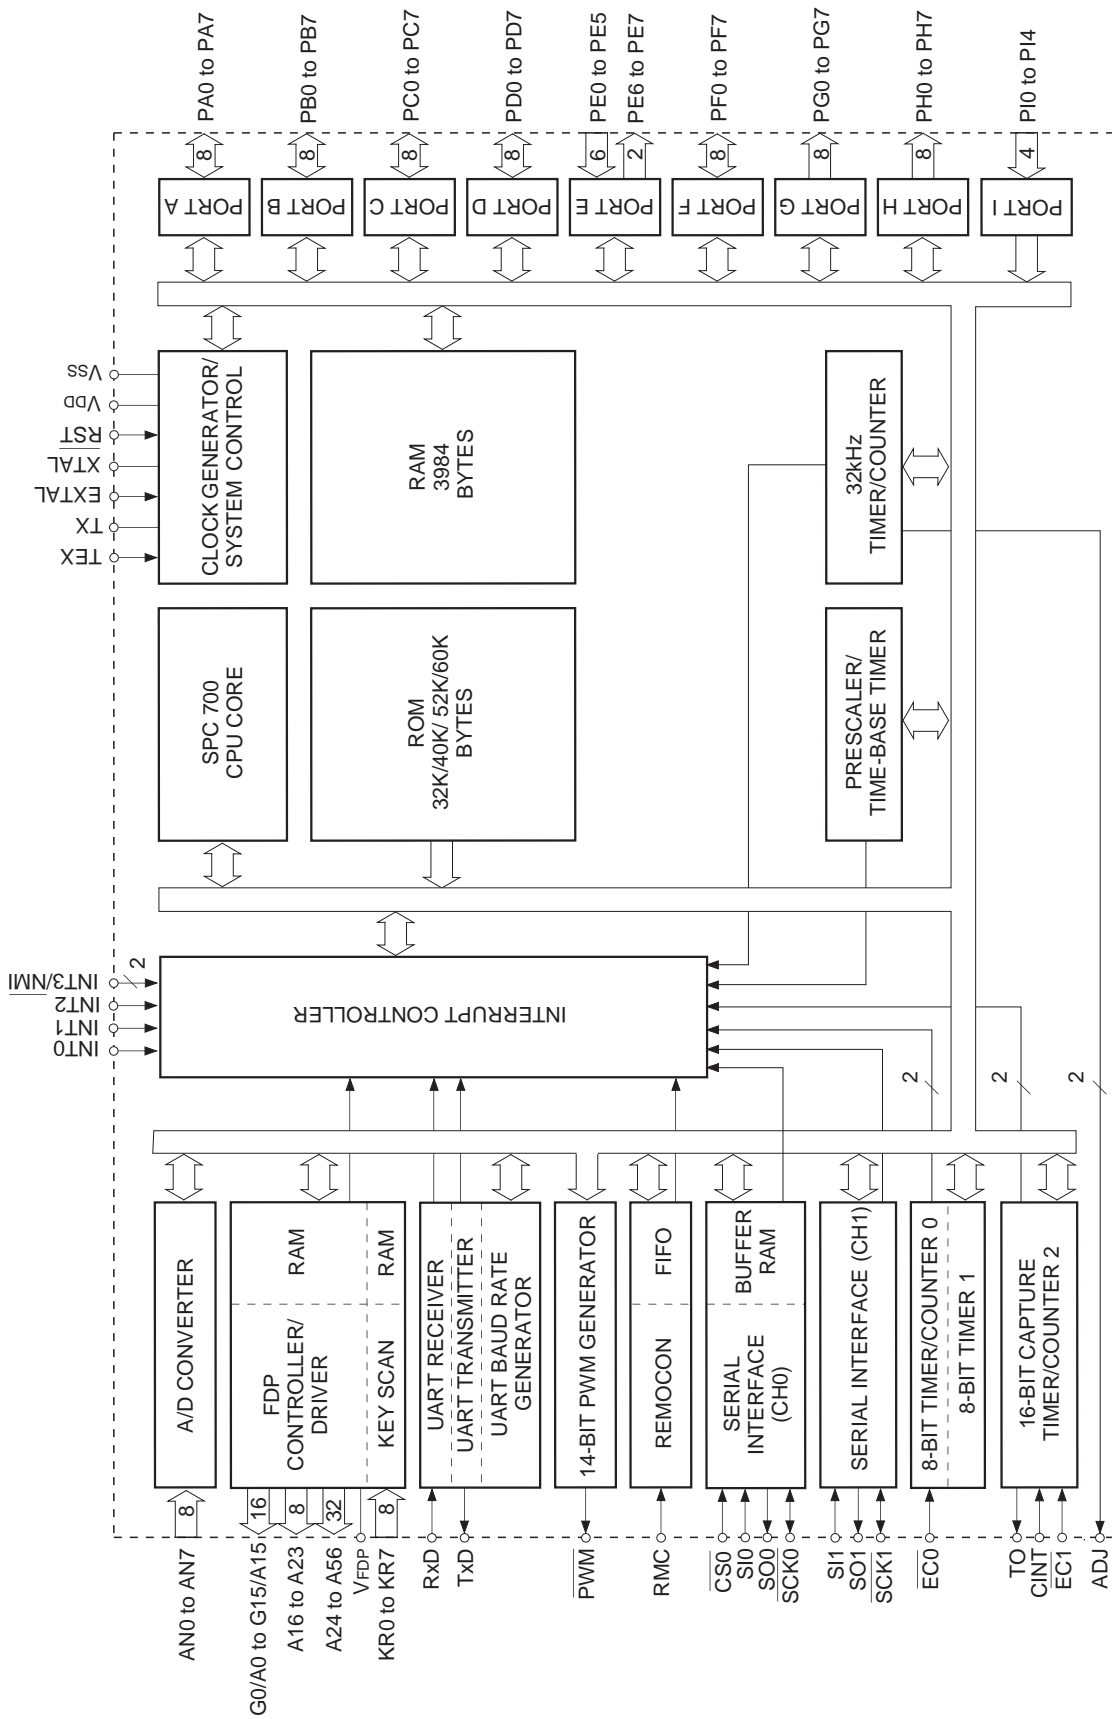 AN0 to AN7
8
A/D CONVERTER
G0/A0 to G15/A15
16
A16 to A23
8
A24 to A56
32
VFDP
KR0 to KR7
8
FDP
CONTROLLER/
DRIVER
RAM
KEY SCAN
RAM
RxD
TxD
UART RECEIVER
UART TRANSMITTER
UART BAUD RATE
GENERATOR
PWM
14-BIT PWM GENERATOR
RMC
REMOCON
FIFO
CS0
SI0
SO0
SCK0
SERIAL
INTERFACE
(CH0)
BUFFER
RAM
SI1
SO1
SCK1
SERIAL INTERFACE (CH1)
EC0
8-BIT TIMER/COUNTER 0
8-BIT TIMER 1
TO
CINT
EC1
16-BIT CAPTURE
TIMER/COUNTER 2
ADJ
2
2
2
INT0
INT1
INT2
INT3/NMI
2
INTERRUPT CONTROLLER
SPC 700
CPU CORE
ROM
32K/40K/ 52K/60K
BYTES
PRESCALER/
TIME-BASE TIMER
TEX
TX
EXTAL
XTAL
RST
VDD
Vss
CLOCK GENERATOR/
SYSTEM CONTROL
RAM
3984
BYTES
32kHz
TIMER/COUNTER
PORT A
8
PA0 to PA7
PORT B
8
PB0 to PB7
PORT C
8
PC0 to PC7
PORT D
8
PD0 to PD7
PORT E
6
PE0 to PE5
2
PE6 to PE7
PORT F
8
PF0 to PF7
PORT G
8
PG0 to PG7
PORT H
8
PH0 to PH7
PORT I
4
PI0 to PI4